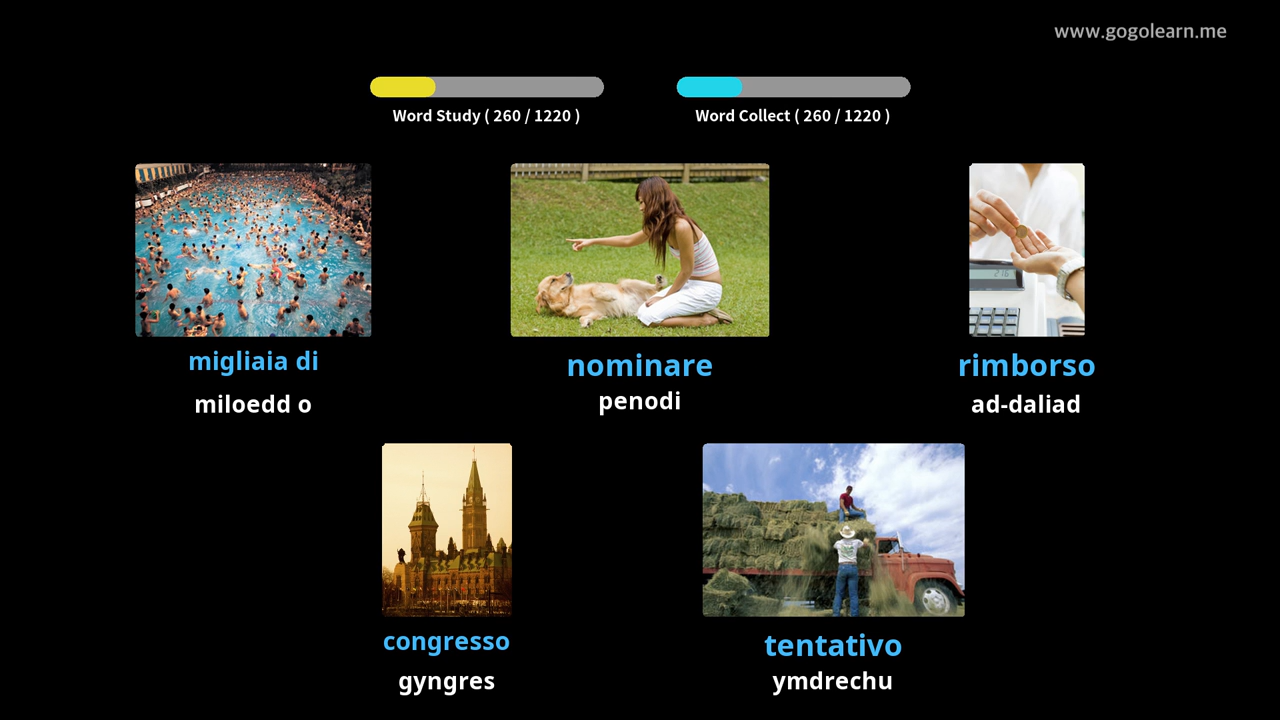 www.gogolearn.me
Word Study ( 260 / 1220 )
Word Collect ( 260 / 1220 )
migliaia di
miloedd o
nominare
penodi
rimborso
ad-daliad
congresso
gyngres
tentativo
ymdrechu